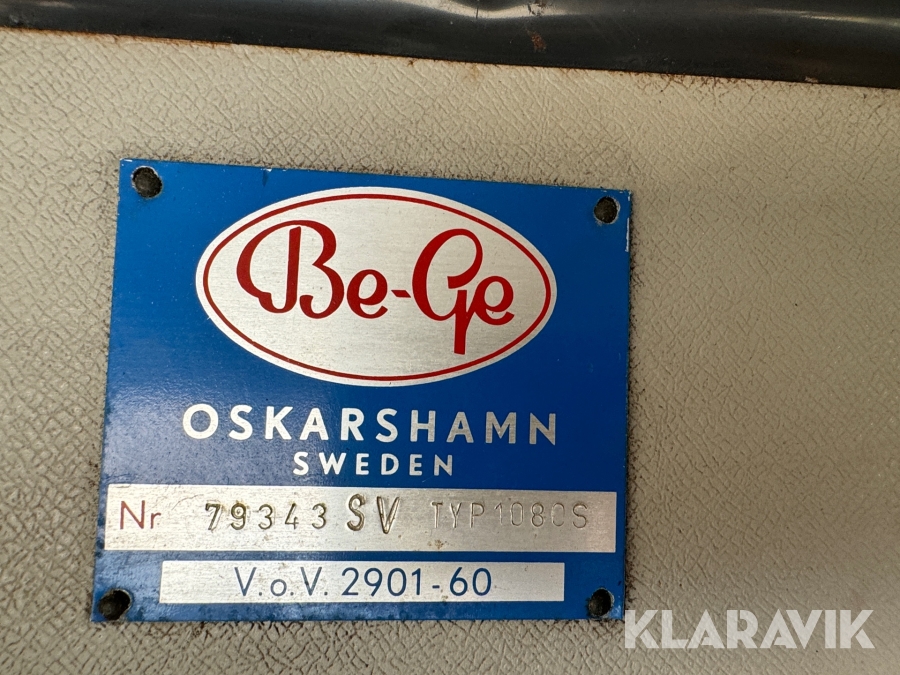 Be-Ge
OSKARSHAMN
SWEDEN
Nr 79343 SV TYP1080S
V.o.V. 2901-60
KLARAVIK